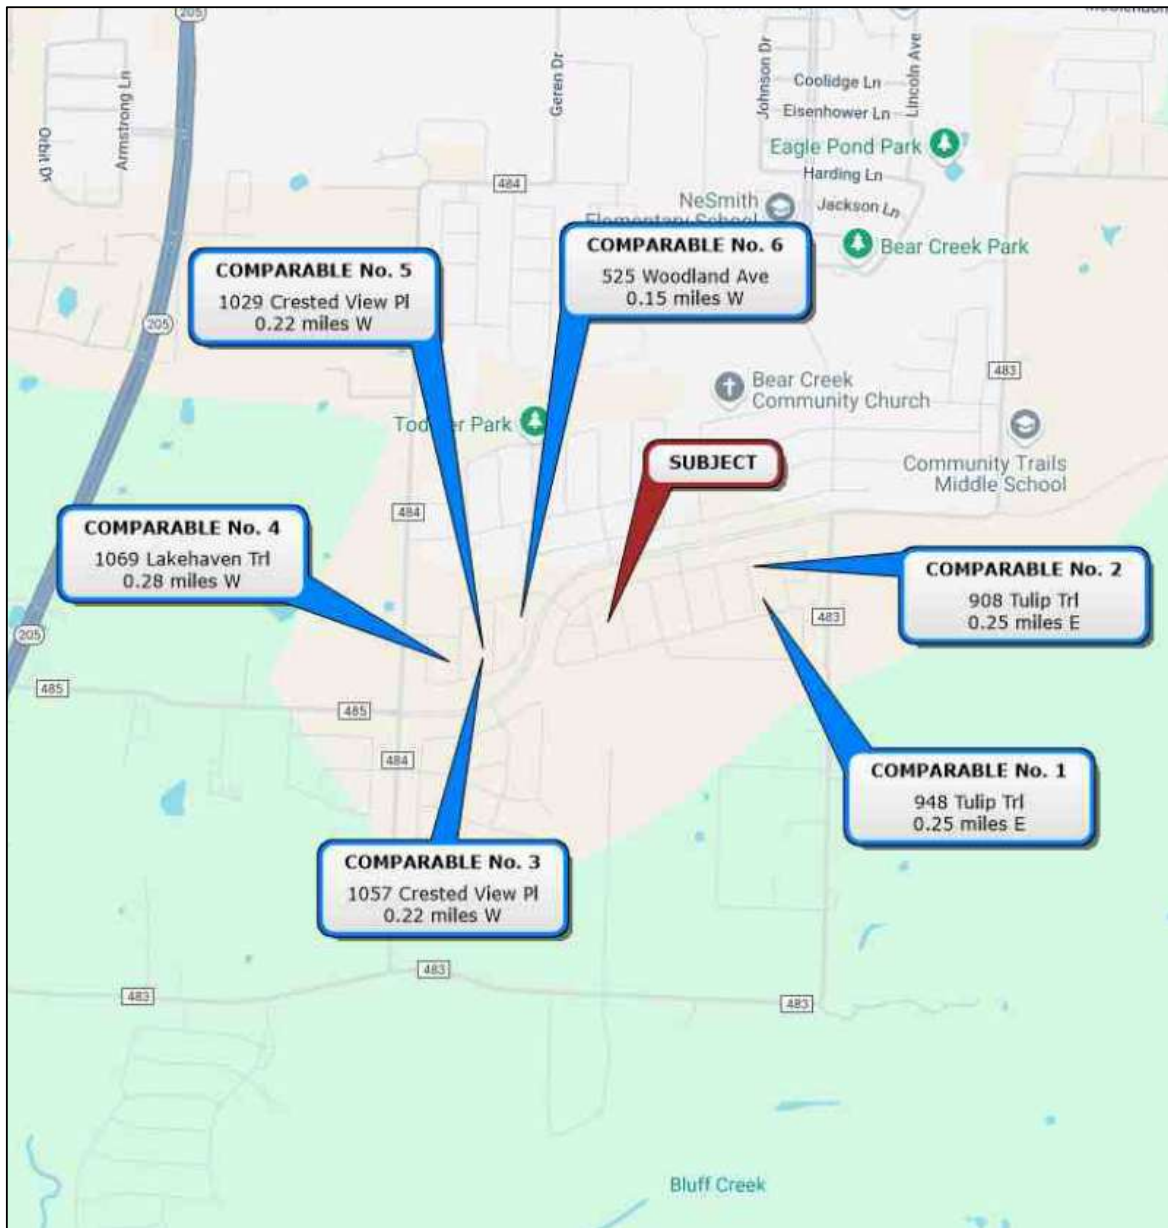 205
Armstrong Ln
Orbit Dr
Geren Dr
Johnson Dr
Lincoln Ave
Coolidge Ln
Eisenhower Ln
Eagle Pond Park
Harding Ln
Jackson Ln
484
NeSmith
Elementary School
Bear Creek Park
COMPARABLE No. 6
525 Woodland Ave
0.15 miles W
COMPARABLE No. 5
1029 Crested View Pl
0.22 miles W
205
483
Bear Creek
Community Church
Park
SUBJECT
Community Trails
Middle School
484
COMPARABLE No. 4
1069 Lakehaven Trl
0.28 miles W
COMPARABLE No. 2
908 Tulip Trl
0.25 miles E
483
205
485
485
484
COMPARABLE No. 1
948 Tulip Trl
0.25 miles E
COMPARABLE No. 3
1057 Crested View Pl
0.22 miles W
483
483
483
Bluff Creek